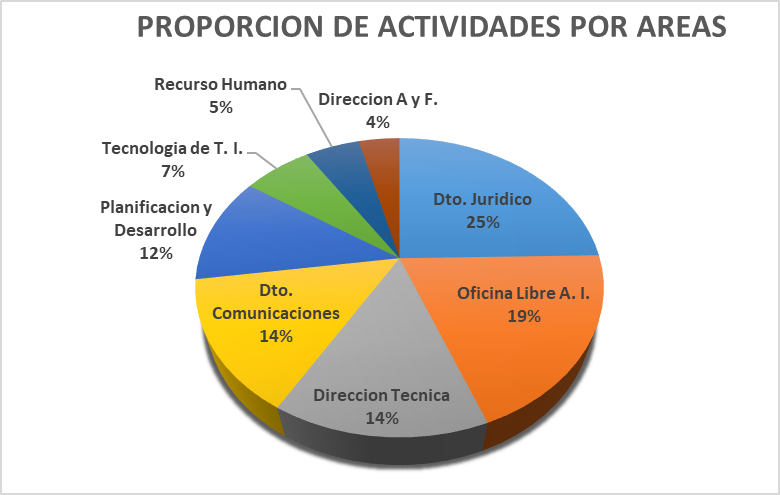 PROPORCION DE ACTIVIDADES POR AREAS
Recurso Humano
5%
Direccion A y F.
4%
Tecnologia de T. I.
7%
Dto. Juridico
25%
Planificacion y
Desarrollo
12%
Dto.
Comunicaciones
14%
Oficina Libre A. I.
19%
Direccion Tecnica
14%